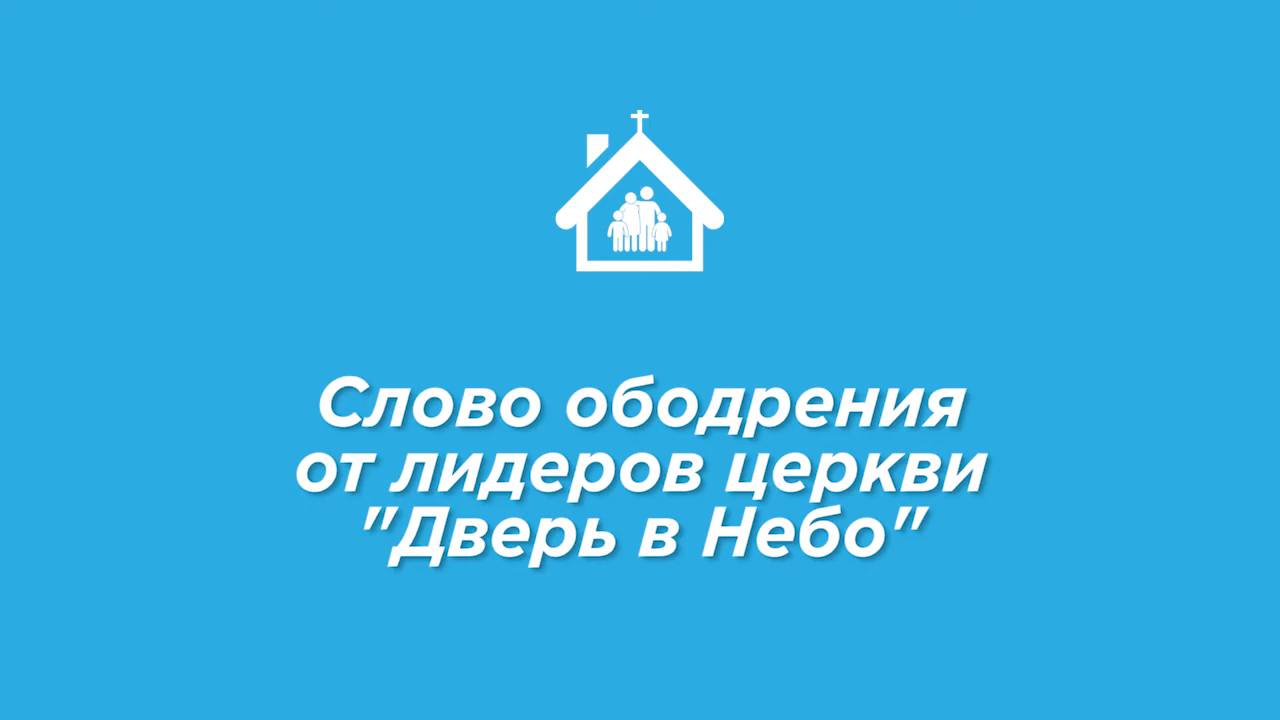 Слово ободрения
от лидеров церкви
"Дверь в Небо"